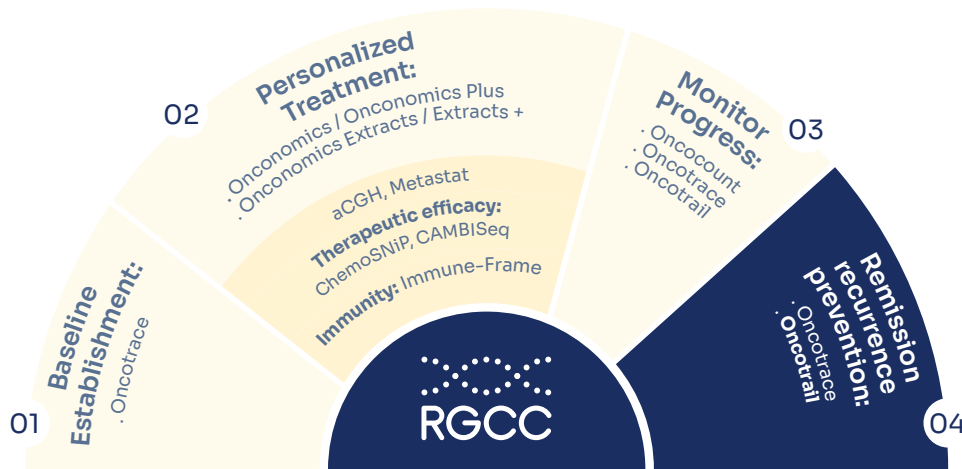 01
Baseline
Establishment:
· Oncotrace
02
Personalized
Treatment:
· Onconomics / Onconomics Plus
· Onconomics Extracts / Extracts +
aCGH, Metastat
Therapeutic efficacy:
ChemoSNiP, CAMBISeq
Immunity: Immune-Frame
03
Monitor
Progress:
· Oncocount
· Oncotrace
· Oncotrail
04
Remission
recurrence
prevention:
· Oncotrace
· Oncotrail
RGCC